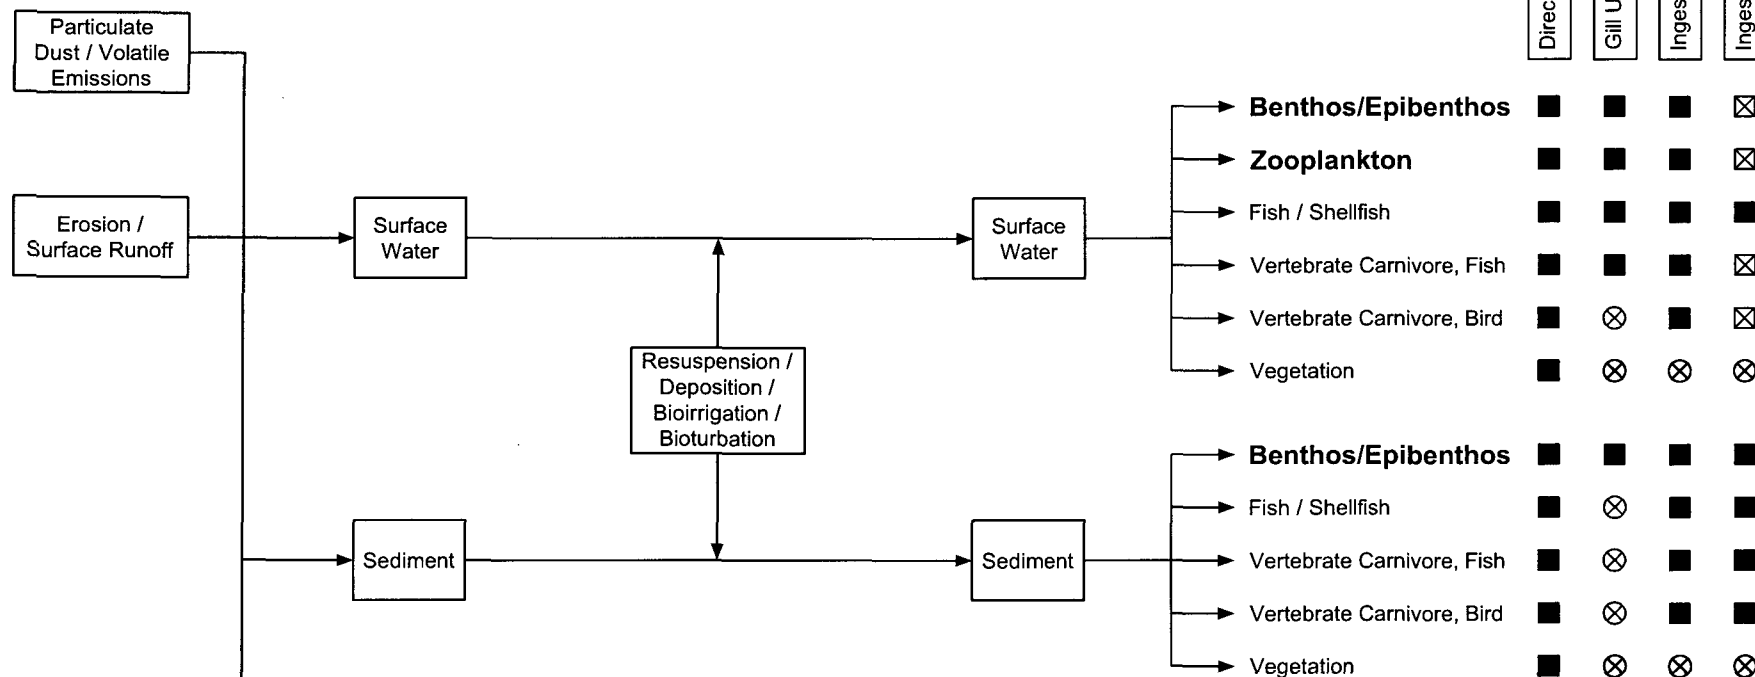 Particulate
Dust / Volatile
Emissions
Erosion /
Surface Runoff
Surface
Water
Resuspension /
Deposition /
Bioirrigation /
Bioturbation
Sediment
Surface
Water
Sediment
Benthos/Epibenthos
Zooplankton
Fish / Shellfish
Vertebrate Carnivore, Fish
Vertebrate Carnivore, Bird
Vegetation
Benthos/Epibenthos
Fish / Shellfish
Vertebrate Carnivore, Fish
Vertebrate Carnivore, Bird
Vegetation
Gill